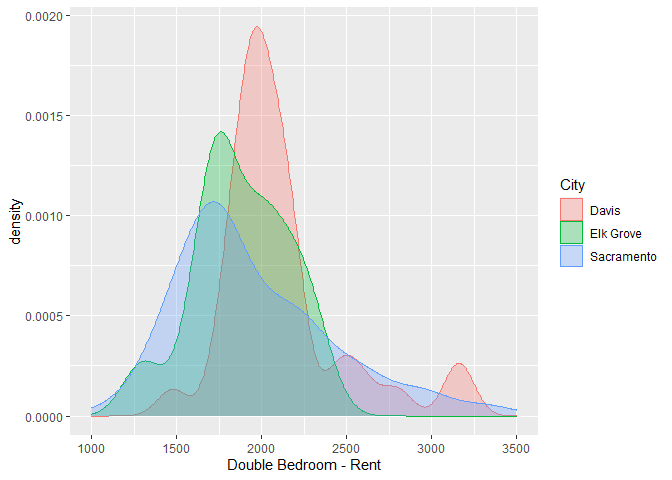 0.0020
0.0015
0.0010
0.0005
0.0000
density
1000
1500
2000
2500
3000
3500
Double Bedroom - Rent
City
Davis
Elk Grove
Sacramento